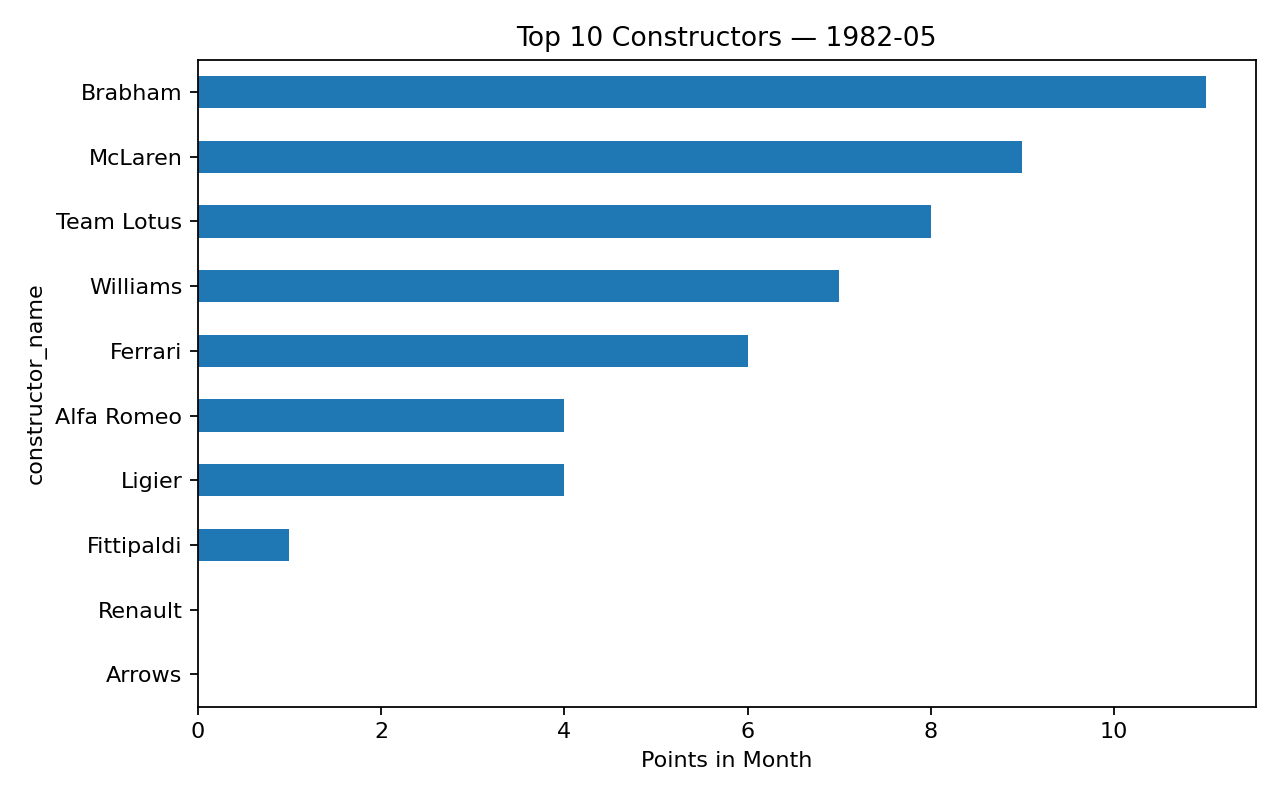 Top 10 Constructors — 1982-05
constructor_name
Brabham
McLaren
Team Lotus
Williams
Ferrari
Alfa Romeo
Ligier
Fittipaldi
Renault
Arrows
0 2 4 6 8 10
Points in Month